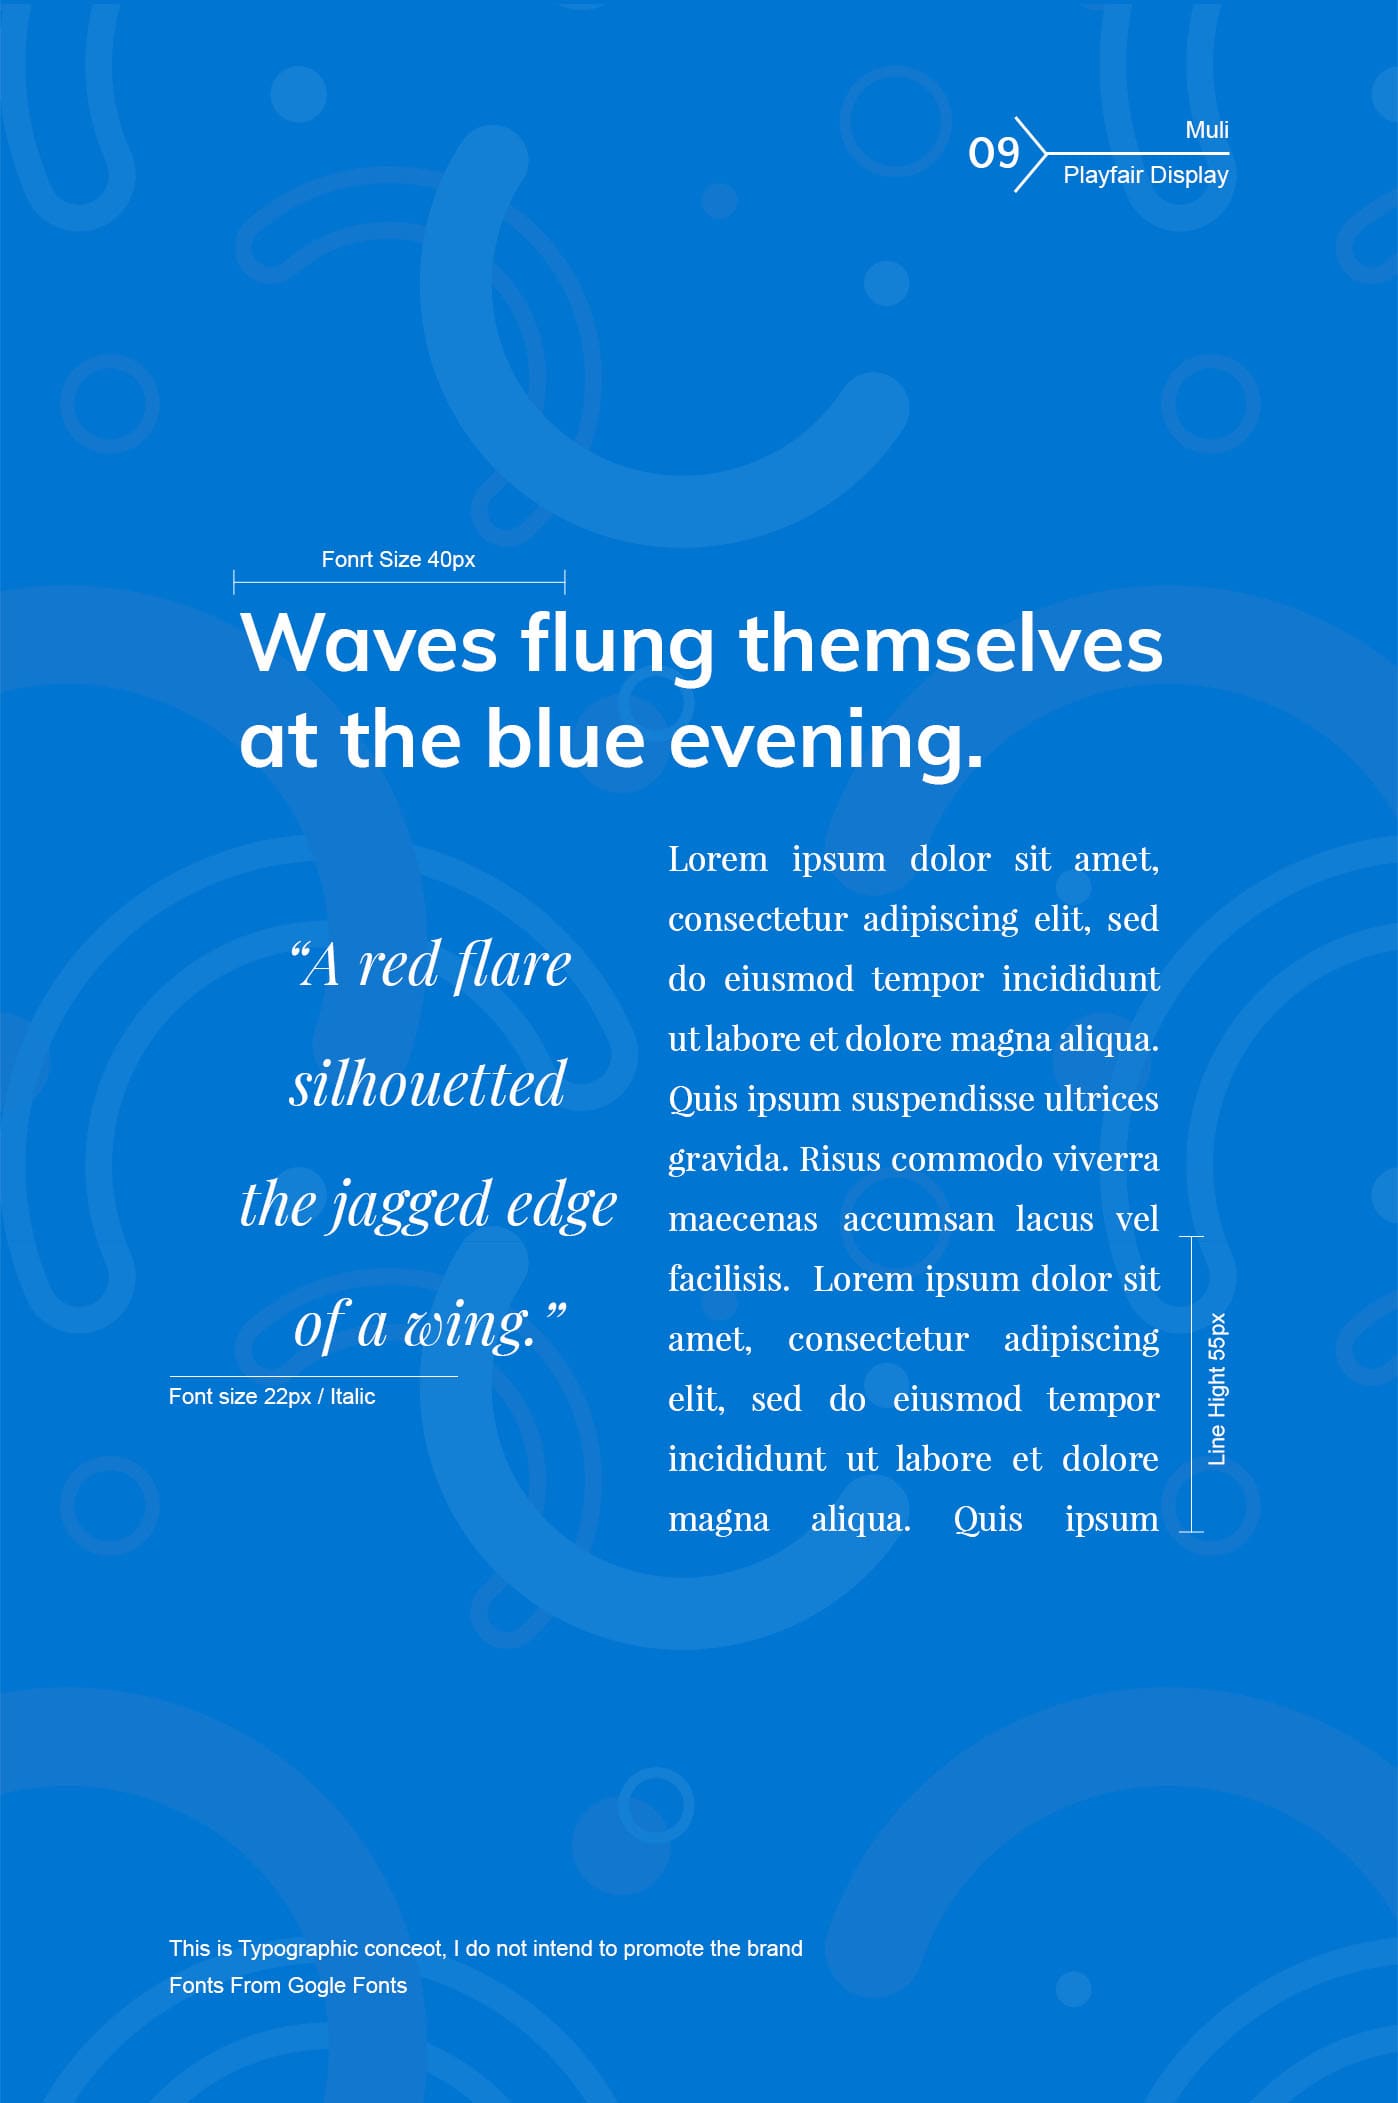 09
Muli
Playfair Display
Fonrt Size 40px
Waves flung themselves
at the blue evening.
“A red flare
silhouetted
the jagged edge
of a wing.”
Font size 22px / Italic
Lorem ipsum dolor sit amet,
consectetur adipiscing elit, sed
do eiusmod tempor incididunt
ut labore et dolore magna aliqua.
Quis ipsum suspendisse ultrices
gravida. Risus commodo viverra
maecenas accumsan lacus vel
facilisis. Lorem ipsum dolor sit
amet, consectetur adipiscing
elit, sed do eiusmod tempor
incididunt ut labore et dolore
magna aliqua. Quis ipsum
Line Hight 55px
This is Typographic conceot, I do not intend to promote the brand
Fonts From Gogle Fonts